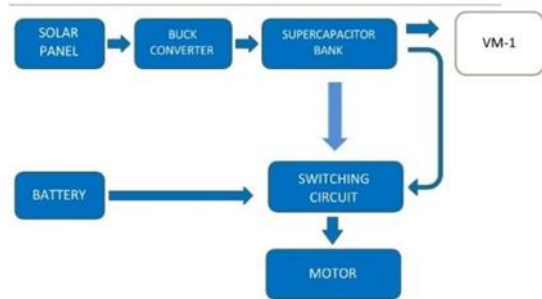 SOLAR
PANEL
BUCK
CONVERTER
SUPERCAPACITOR
BANK
VM-1
BATTERY
SWITCHING
CIRCUIT
MOTOR